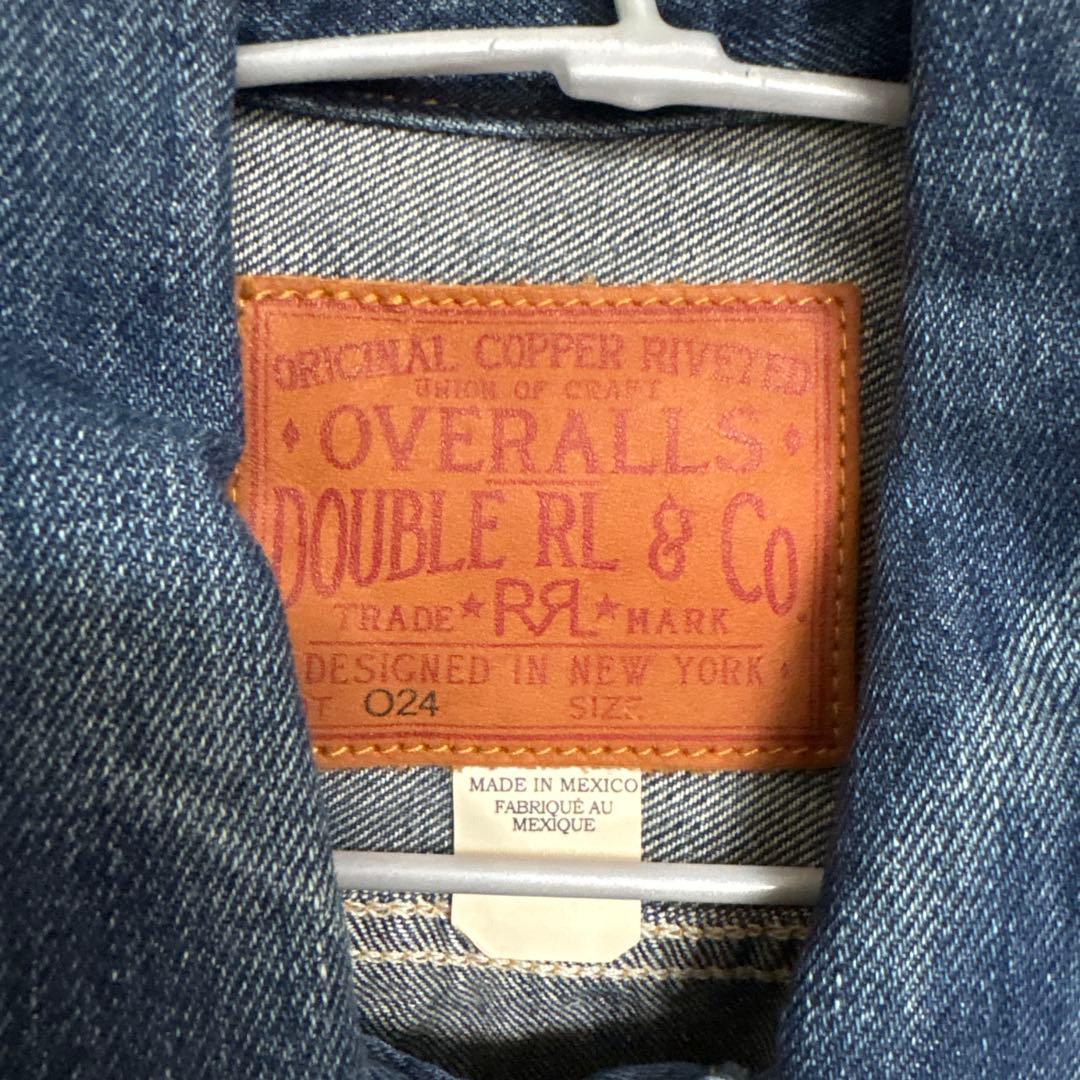 ORIGINAL COPPER RIVETED
UNION OF CRAFT
OVERALLS
DOUBLE RL & Co.
TRADE ★ RRL ★ MARK
DESIGNED IN NEW YORK
T 024 SIZE
MADE IN MEXICO
FABRIQUÉ AU
MEXIQUE